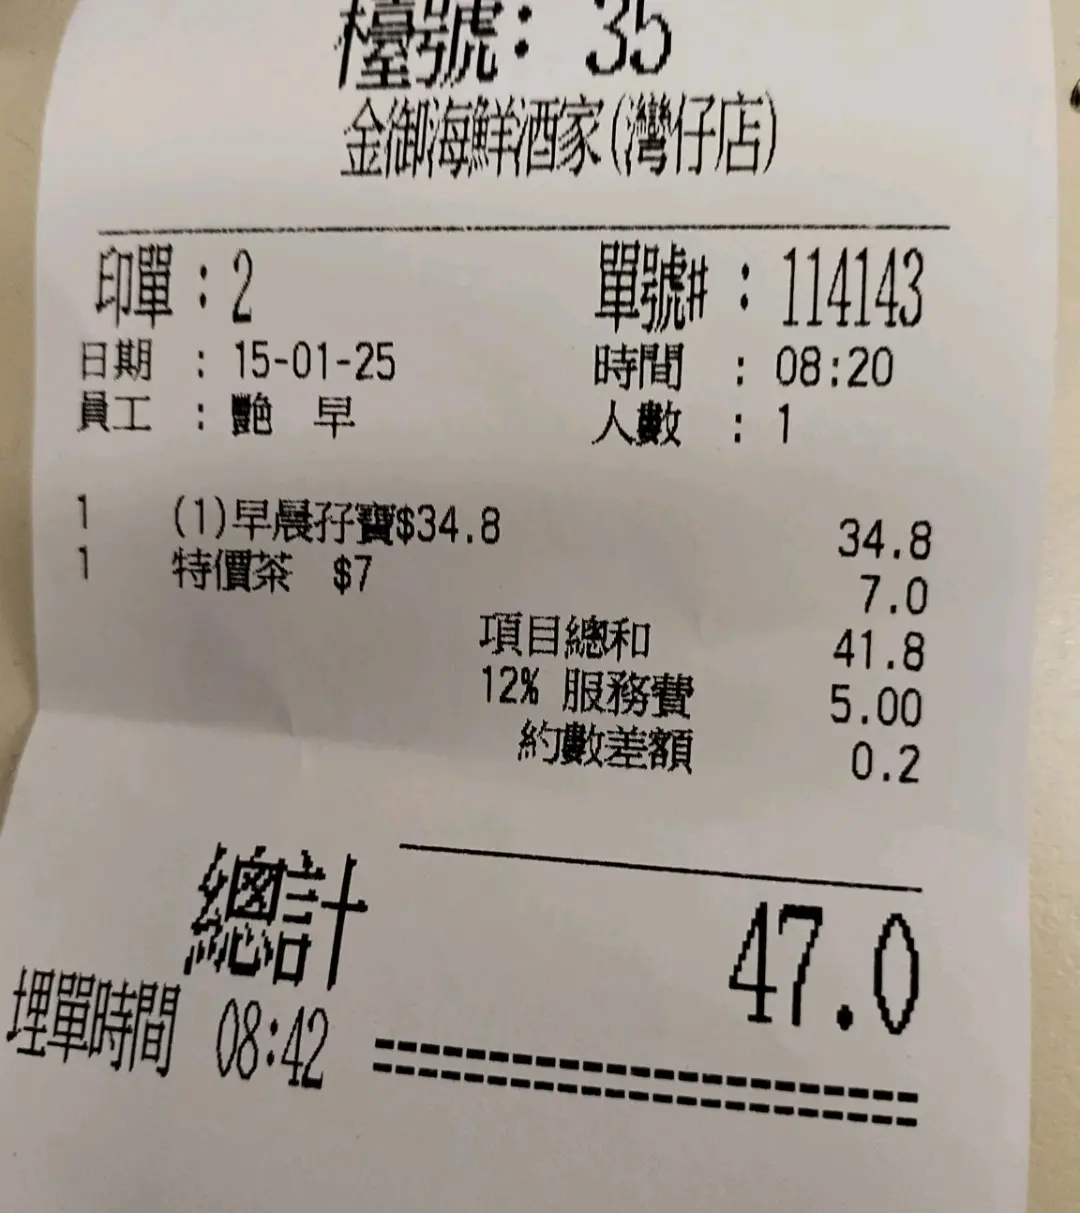 檯號: 35
金御海鮮酒家(灣仔店)
印單 : 2 單號# : 114143
日期 : 15-01-25 時間 : 08:20
員工 : 艷 早 人數 : 1
1 (1)早晨孖寶$34.8 34.8
1 特價茶 $7 7.0
項目總和 41.8
12% 服務費 5.00
約數差額 0.2
總計 47.0
埋單時間 08:42